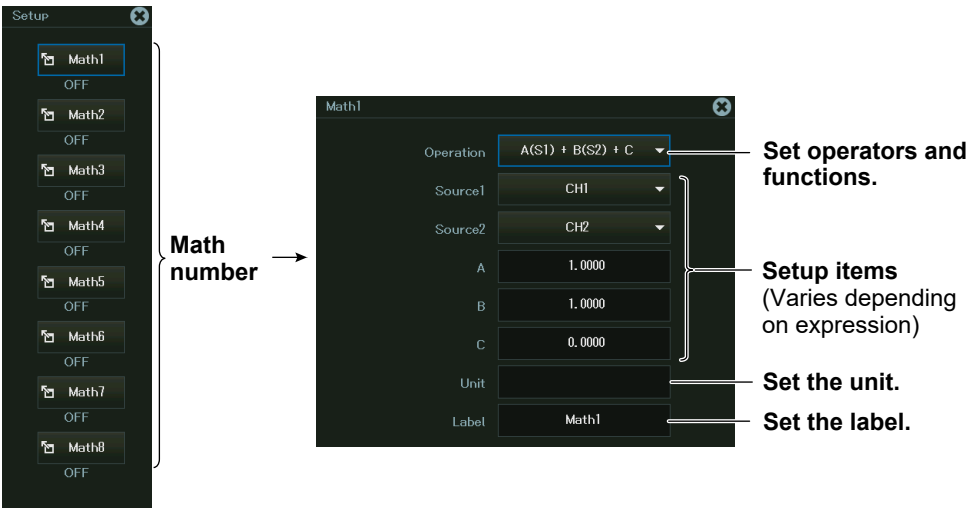 Setup
Math1
OFF
Math2
OFF
Math3
OFF
Math4
OFF
Math5
OFF
Math6
OFF
Math7
OFF
Math8
OFF
Math
number
Math1
Operation A(S1) + B(S2) + C
Source1 CH1
Source2 CH2
A 1.0000
B 1.0000
C 0.0000
Unit
Label Math1
Set operators and
functions.
Setup items
(Varies depending
on expression)
Set the unit.
Set the label.